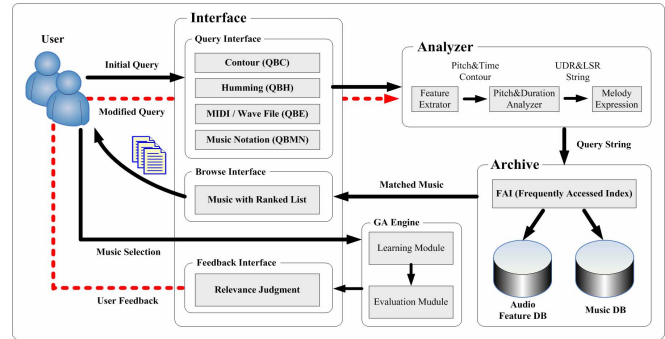 User
Interface
Initial Query
Query Interface
Contour (QBC)
Humming (QBH)
MIDI / Wave File (QBE)
Music Notation (QBMN)
Modified Query
Analyzer
Pitch&Time
Contour
UDR&LSR
String
Feature
Extrator
Pitch&Duration
Analyzer
Melody
Expression
Query String
Browse Interface
Music with Ranked List
Matched Music
Archive
FAI (Frequently Accessed Index)
Audio
Feature DB
Music DB
Music Selection
GA Engine
Learning Module
Evaluation Mudule
Feedback Interface
Relevance Judgment
User Feedback